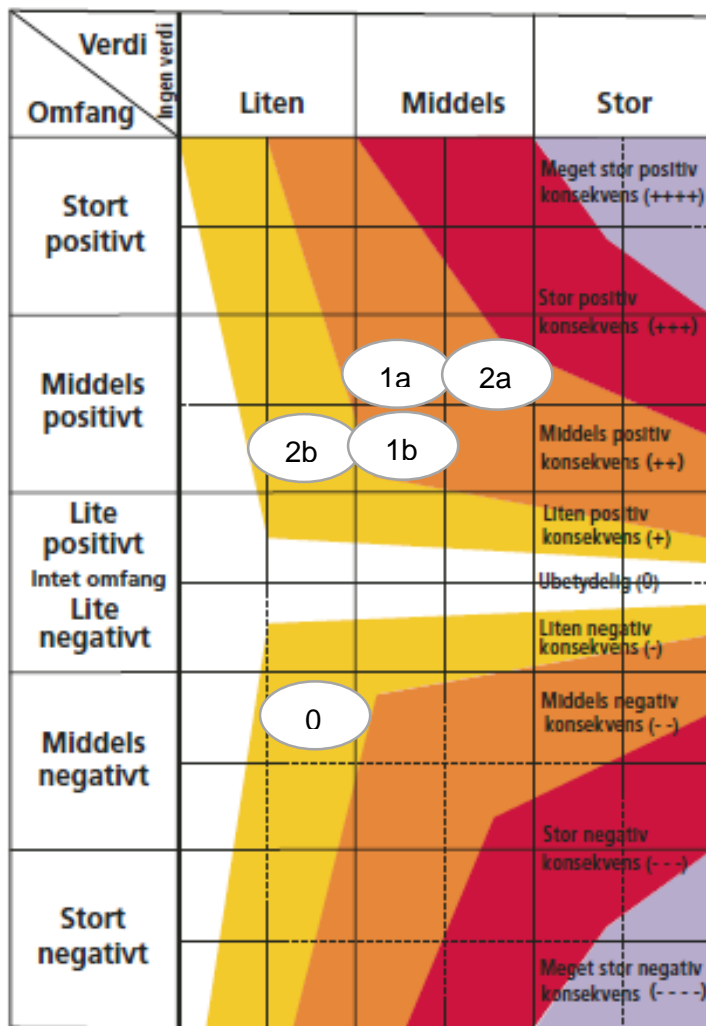 Verdi
Ingen verdi
Omfang
Liten
Middels
Stor
Stort
positivt
Meget stor positiv
konsekvens (++++)
Stor positiv
konsekvens (+++)
Middels
positivt
1a
2a
2b
1b
Middels positiv
konsekvens (++)
Lite
positivt
Intet omfang
Lite
negativt
Liten positiv
konsekvens (+)
Ubetydelig (0)
Liten negativ
konsekvens (-)
Middels
negativt
0
Middels negativ
konsekvens (- -)
Stor negativ
konsekvens (- - -)
Stort
negativt
Meget stor negativ
konsekvens (- - - -)